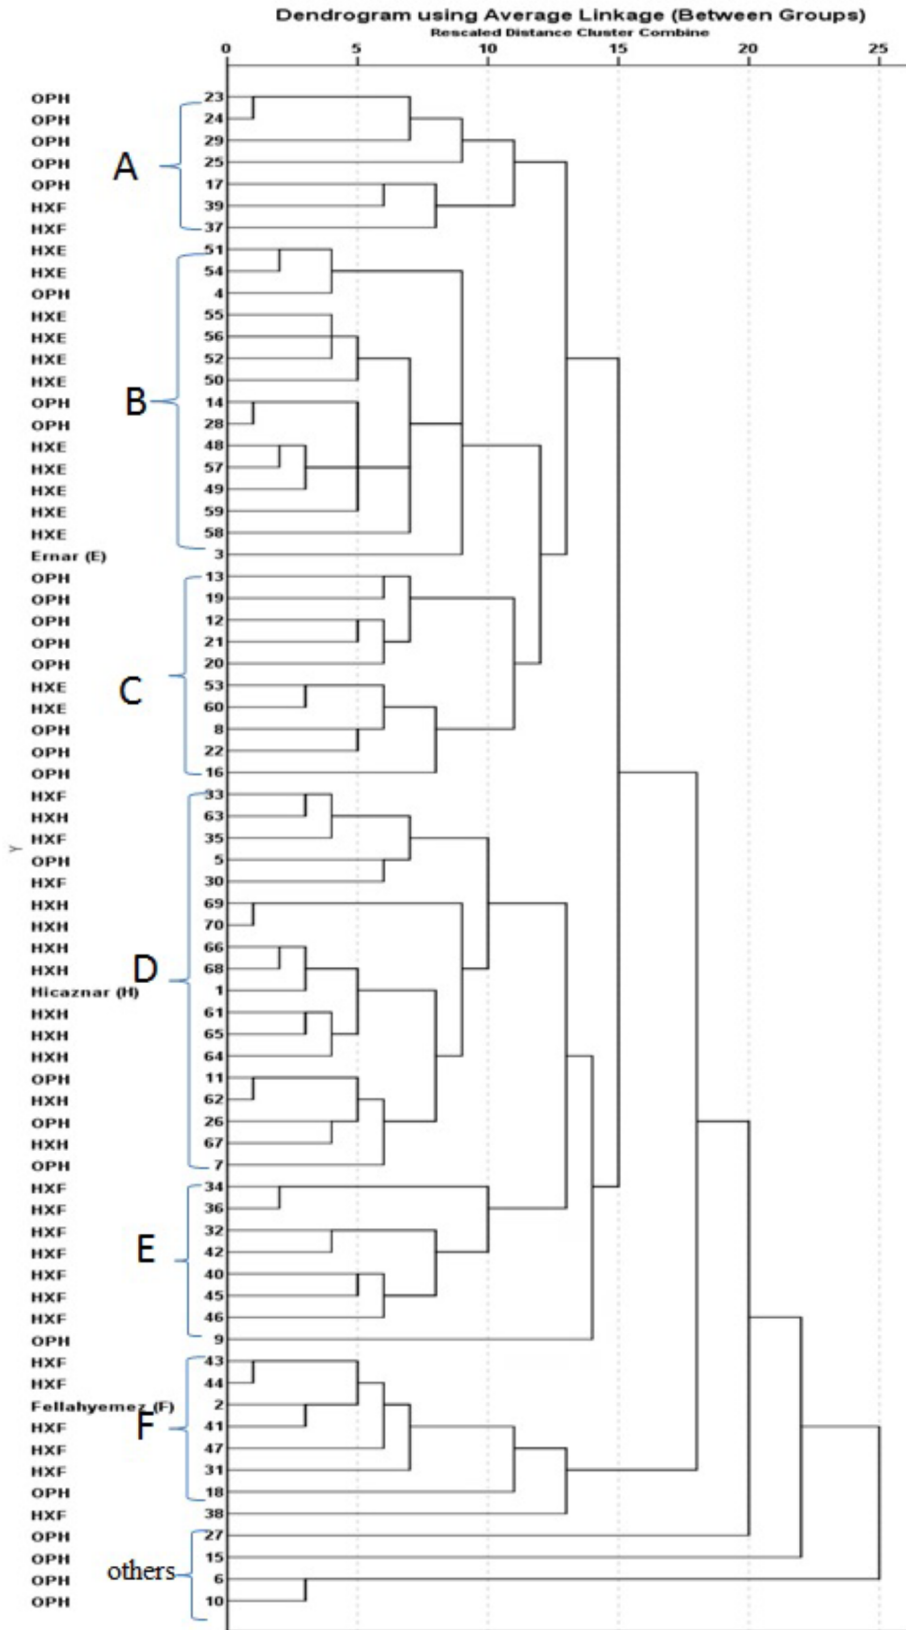 Dendrogram using Average Linkage (Between Groups)
Rescaled Distance Cluster Combine
0 5 10 15 20 25
OPH 23
OPH 24
OPH 29
A
OPH 25
OPH 17
HXF 39
HXF 37
HXE 51
HXE 54
OPH 4
HXE 55
HXE 56
HXE 52
HXE 50
B
OPH 14
OPH 28
HXE 48
HXE 57
HXE 49
HXE 59
HXE 58
Ernar (E) 3
OPH 13
OPH 19
OPH 12
OPH 21
OPH 20
C
HXE 53
HXE 60
OPH 8
OPH 22
OPH 16
HXF 33
HXH 63
HXF 35
Y
OPH 5
HXF 30
HXH 69
HXH 70
HXH 66
D
HXH 68
Hicaznar (H) 1
HXH 61
HXH 65
HXH 64
OPH 11
HXH 62
OPH 26
HXH 67
OPH 7
HXF 34
HXF 36
HXF 32
E
HXF 42
HXF 40
HXF 45
HXF 46
OPH 9
HXF 43
HXF 44
Fellahyemez (F) 2
F
HXF 41
HXF 47
HXF 31
OPH 18
HXF 38
OPH 27
OPH 15
others
OPH 6
OPH 10